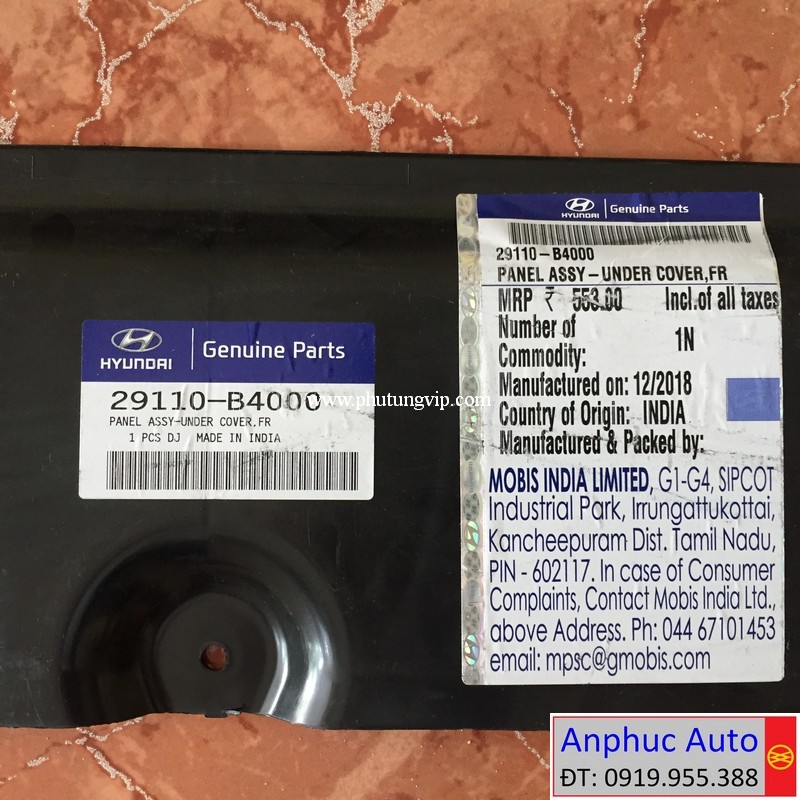 HYUNDAI
Genuine Parts
29110-B4000
PANEL ASSY-UNDER COVER,FR
1 PCS DJ MADE IN INDIA
HYUNDAI
Genuine Parts
29110-B4000
PANEL ASSY-UNDER COVER,FR
MRP ₹ 553.00 Incl.of all taxes
Number of
Commodity: 1N
Manufactured on: 12/2018
Country of Origin: INDIA
Manufactured & Packed by:
MOBIS INDIA LIMITED, G1-G4, SIPCOT
Industrial Park, Irrungattukottai,
Kancheepuram Dist. Tamil Nadu,
PIN - 602117. In case of Consumer
Complaints, Contact Mobis India Ltd.,
above Address. Ph: 044 67101453
email: mpsc@gmobis.com
www.phutungvip.com
Anphuc Auto
ĐT: 0919.955.388